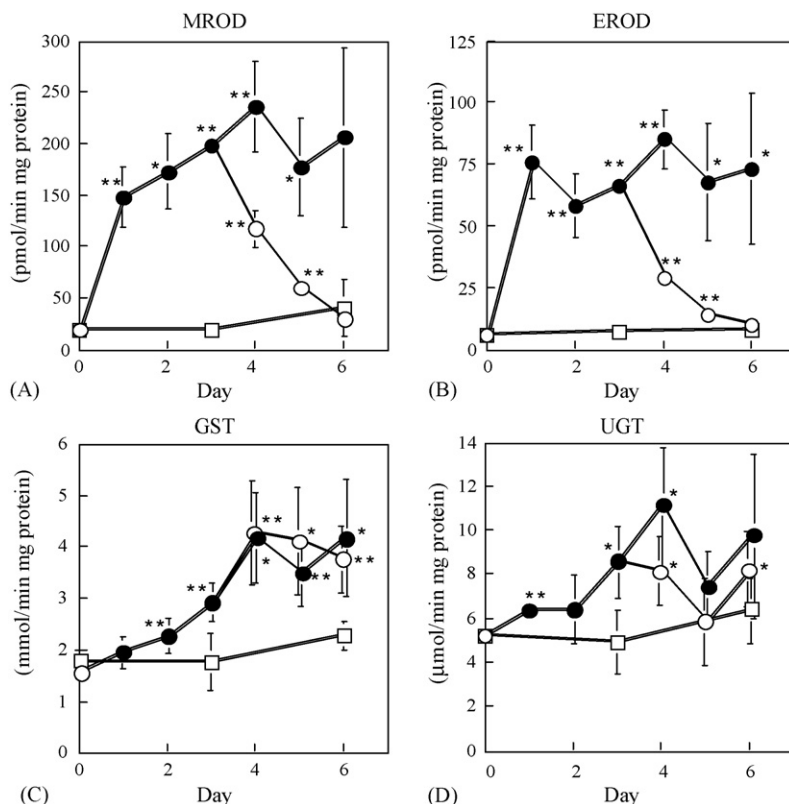 MROD
EROD
(pmol/min mg protein)
300
250
200
150
100
50
0
** * ** ** * ** **
0 2 4 6
Day
(A)
(pmol/min mg protein)
125
100
75
50
25
0
** ** ** ** * * ** **
0 2 4 6
Day
(B)
GST
UGT
(mmol/min mg protein)
6
5
4
3
2
1
0
** ** ** * * ** * **
0 2 4 6
Day
(C)
(µmol/min mg protein)
14
12
10
8
6
4
2
0
** * * * *
0 2 4 6
Day
(D)